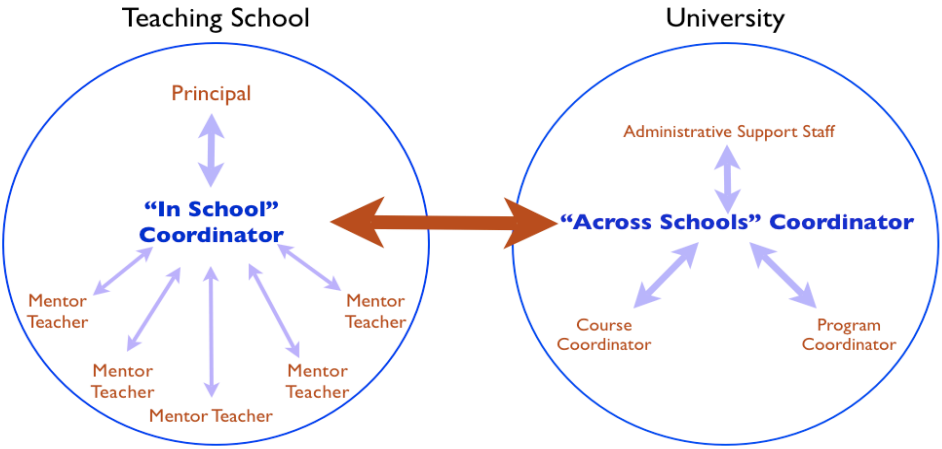 Teaching School
University
Principal
Administrative Support Staff
“In School”
Coordinator
“Across Schools” Coordinator
Mentor
Teacher
Mentor
Teacher
Mentor
Teacher
Mentor
Teacher
Mentor Teacher
Course
Coordinator
Program
Coordinator